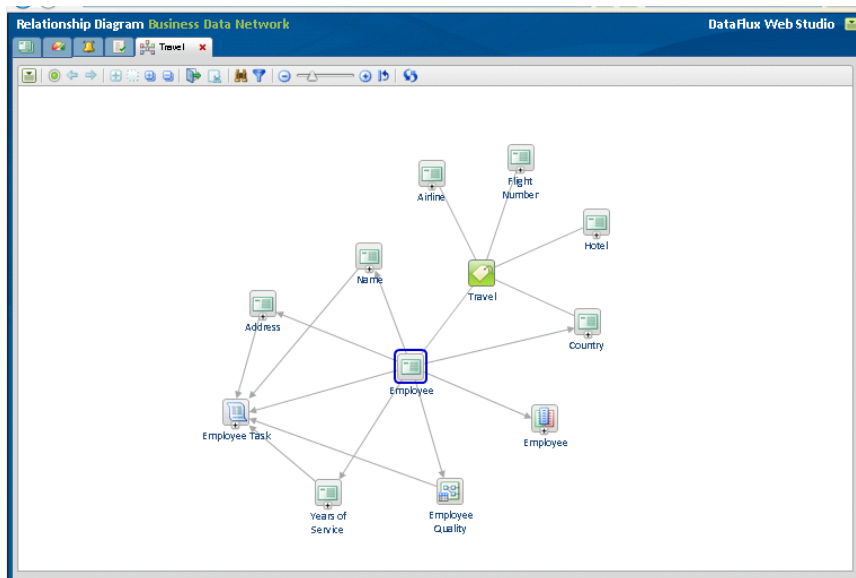 Relationship Diagram Business Data Network
DataFlux Web Studio
Travel
Airline
Flight
Number
Hotel
Name
Travel
Address
Country
Employee
Employee Task
Employee
Years of
Service
Employee
Quality